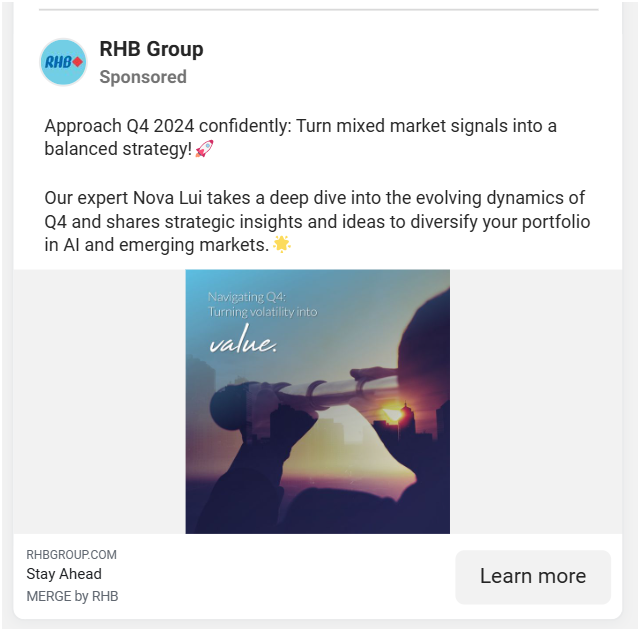 RHB
RHB Group
Sponsored
Approach Q4 2024 confidently: Turn mixed market signals into a
balanced strategy!🚀
Our expert Nova Lui takes a deep dive into the evolving dynamics of
Q4 and shares strategic insights and ideas to diversify your portfolio
in AI and emerging markets.🌟
Navigating Q4:
Turning volatility into
value.
RHBGROUP.COM
Stay Ahead
MERGE by RHB
Learn more